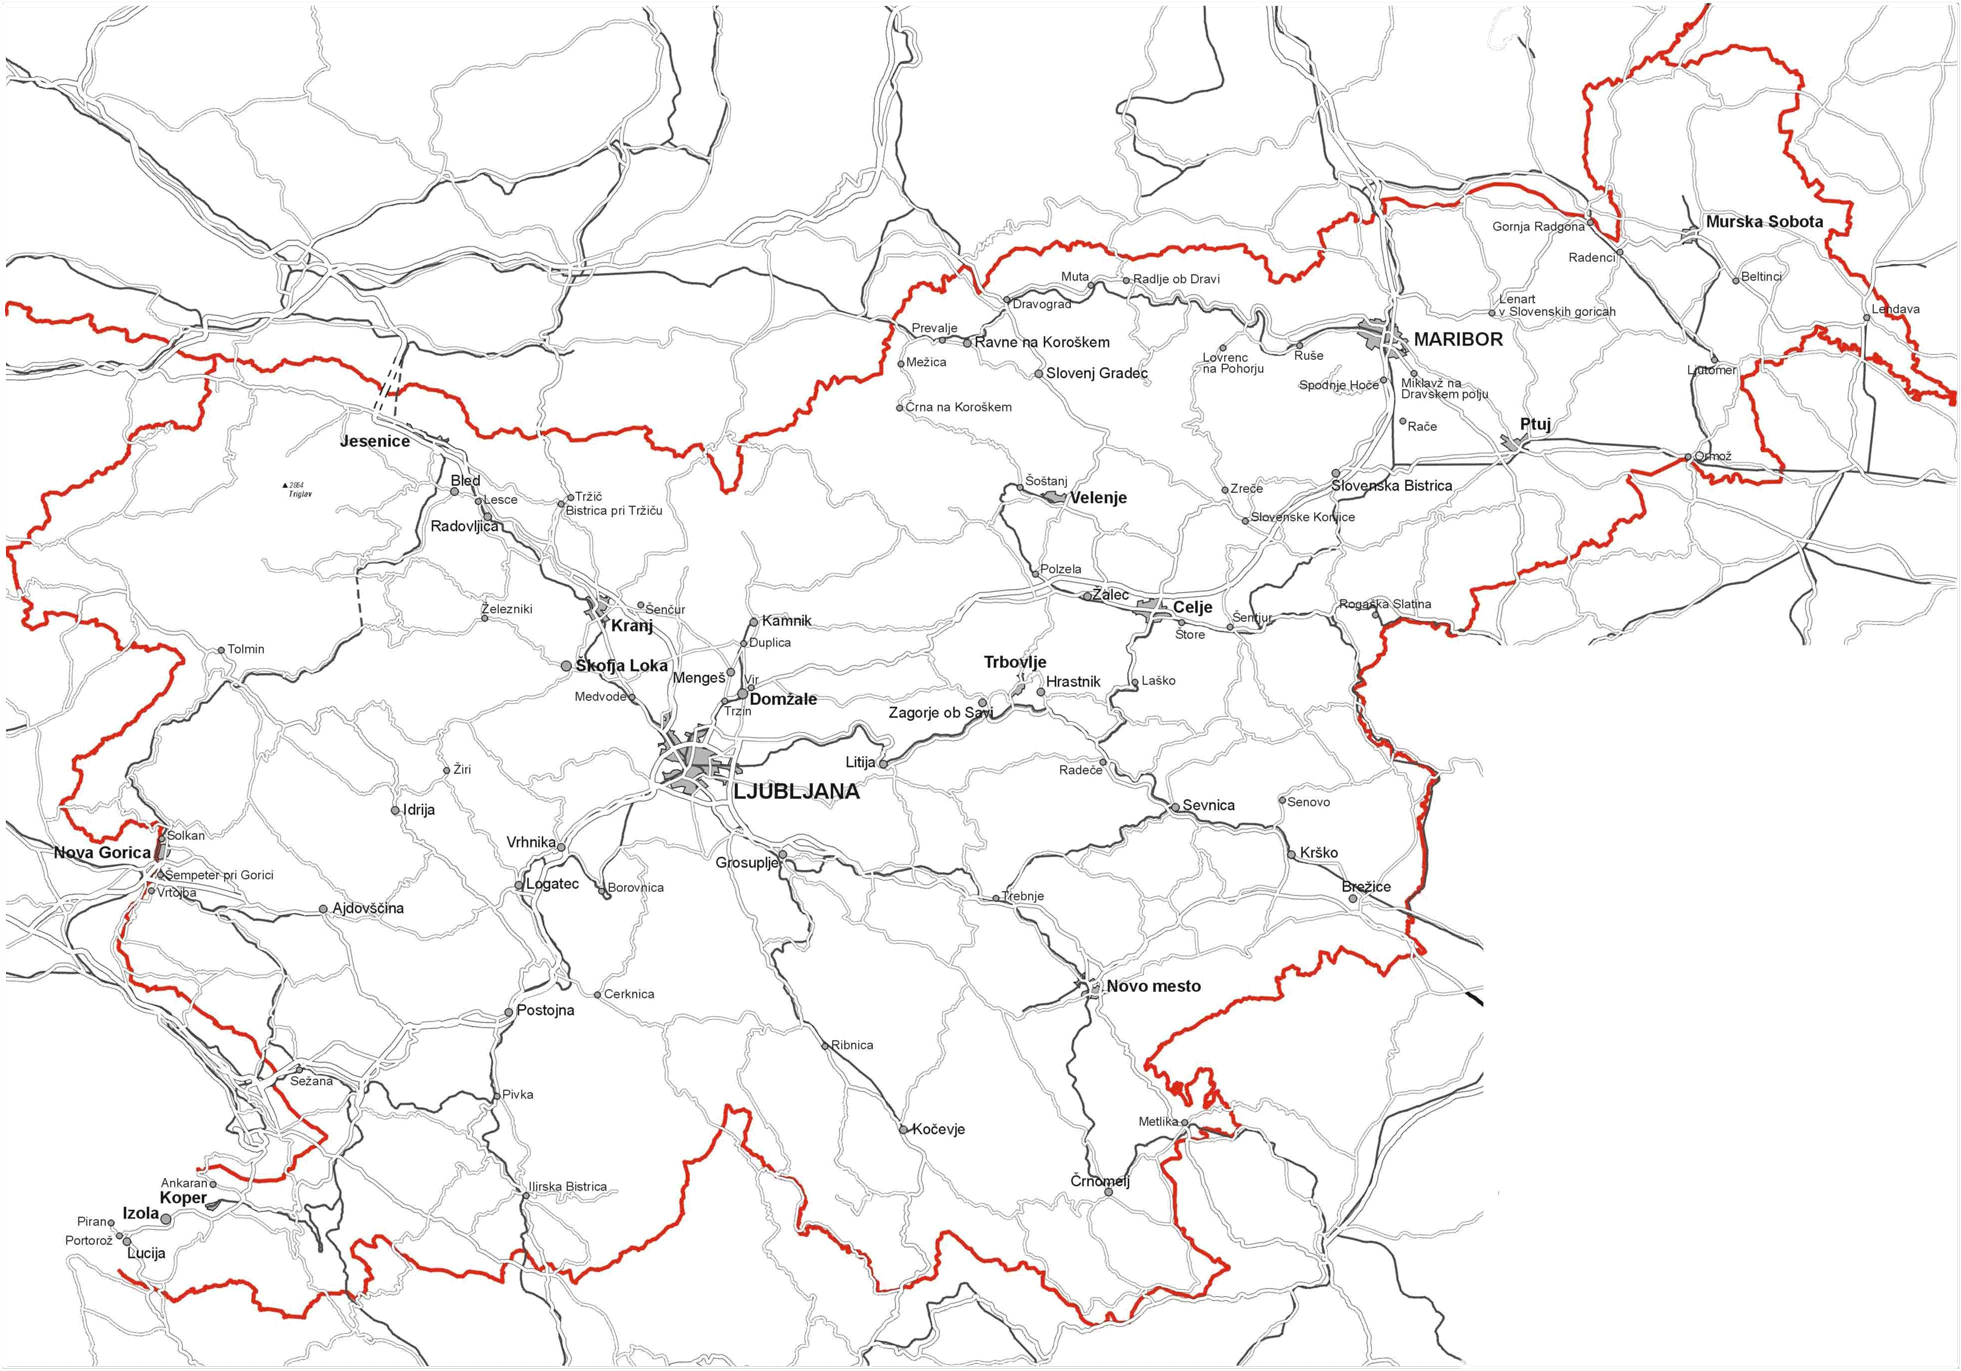 Murska Sobota
Gornja Radgona
Radenci
Beltinci
Muta
Radlje ob Dravi
Dravograd
Lenart
v Slovenskih goricah
Lendava
Prevalje
Ravne na Koroškem
MARIBOR
Ruše
Lovrenc
na Pohorju
Mežica
Slovenj Gradec
Ljutomer
Spodnje Hoče
Miklavž na
Dravskem polju
Črna na Koroškem
Rače
Ptuj
Jesenice
Ormož
2864
Triglav
Bled
Lesce
Radovljica
Tržič
Bistrica pri Tržiču
Šoštanj
Velenje
Zreče
Slovenska Bistrica
Slovenske Konjice
Polzela
Žalec
Celje
Štore
Šentjur
Rogaška Slatina
Železniki
Šenčur
Kranj
Kamnik
Duplica
Tolmin
Škofja Loka
Mengeš
Vir
Domžale
Medvode
Trzin
Trbovlje
Hrastnik
Laško
Zagorje ob Savi
Litija
Radeče
Žiri
LJUBLJANA
Idrija
Sevnica
Senovo
Solkan
Nova Gorica
Vrhnika
Grosuplje
Krško
Šempeter pri Gorici
Vrtojba
Logatec
Borovnica
Brežice
Trebnje
Ajdovščina
Cerknica
Novo mesto
Postojna
Ribnica
Sežana
Pivka
Kočevje
Metlika
Ankaran
Koper
Ilirska Bistrica
Črnomelj
Izola
Piran
Portorož
Lucija